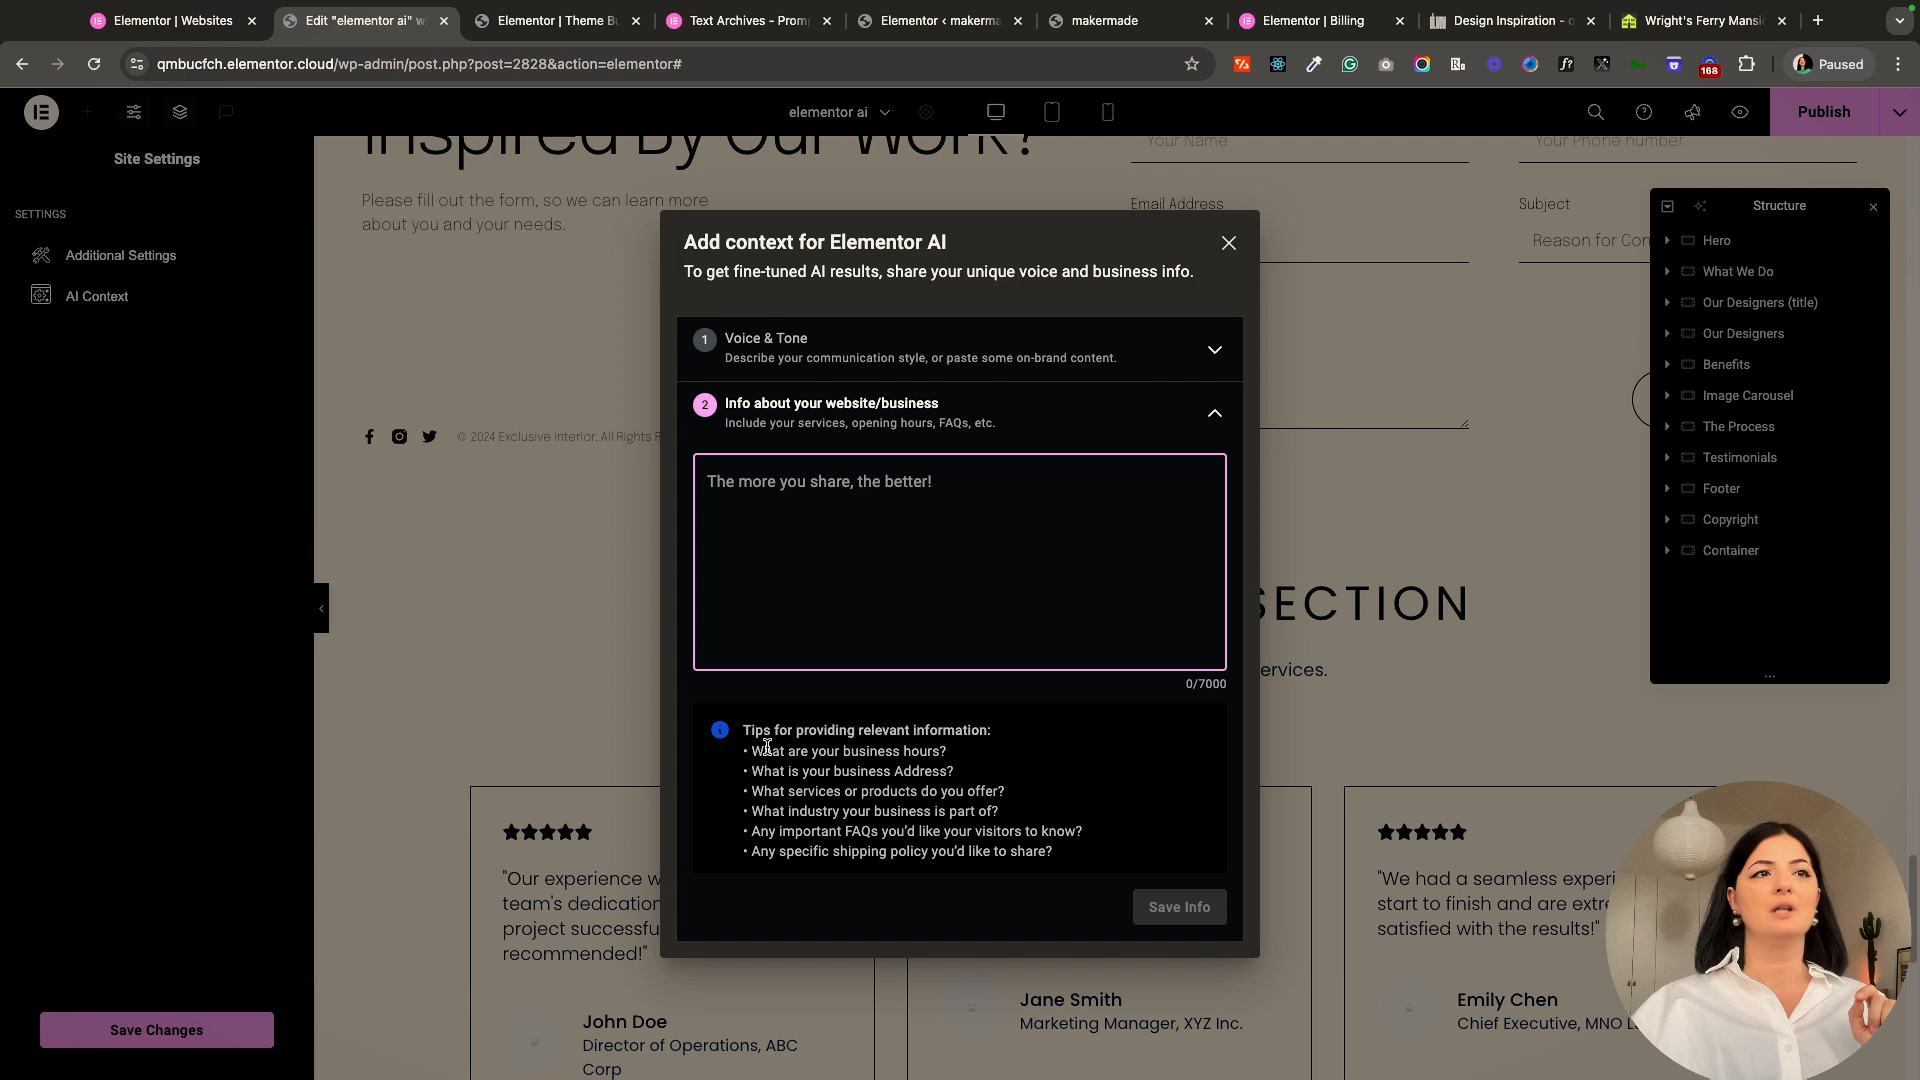 Elementor | Websites
Edit "elementor ai" wi
Elementor | Theme Bu
Text Archives - Promp
Elementor ‹ makerma
makermade
Elementor | Billing
Design Inspiration - o
Wright's Ferry Mansi
qmbucfch.elementor.cloud/wp-admin/post.php?post=2828&action=elementor#
168
Paused
elementor ai
Publish
Site Settings
SETTINGS
Additional Settings
AI Context
Save Changes
Inspired By Our Work?
Please fill out the form, so we can learn more
about you and your needs.
Your Name
Your Phone number
Email Address
Subject
Reason for Con
© 2024 Exclusive interior. All Rights R
SECTION
ervices.
Add context for Elementor AI
To get fine-tuned AI results, share your unique voice and business info.
1
Voice & Tone
Describe your communication style, or paste some on-brand content.
2
Info about your website/business
Include your services, opening hours, FAQs, etc.
The more you share, the better!
0/7000
Tips for providing relevant information:
• What are your business hours?
• What is your business Address?
• What services or products do you offer?
• What industry your business is part of?
• Any important FAQs you'd like your visitors to know?
• Any specific shipping policy you'd like to share?
Save Info
Structure
Hero
What We Do
Our Designers (title)
Our Designers
Benefits
Image Carousel
The Process
Testimonials
Footer
Copyright
Container
"Our experience w
team's dedication
project successfu
recommended!"
John Doe
Director of Operations, ABC
Corp
Jane Smith
Marketing Manager, XYZ Inc.
"We had a seamless experi
start to finish and are extre
satisfied with the results!"
Emily Chen
Chief Executive, MNO L